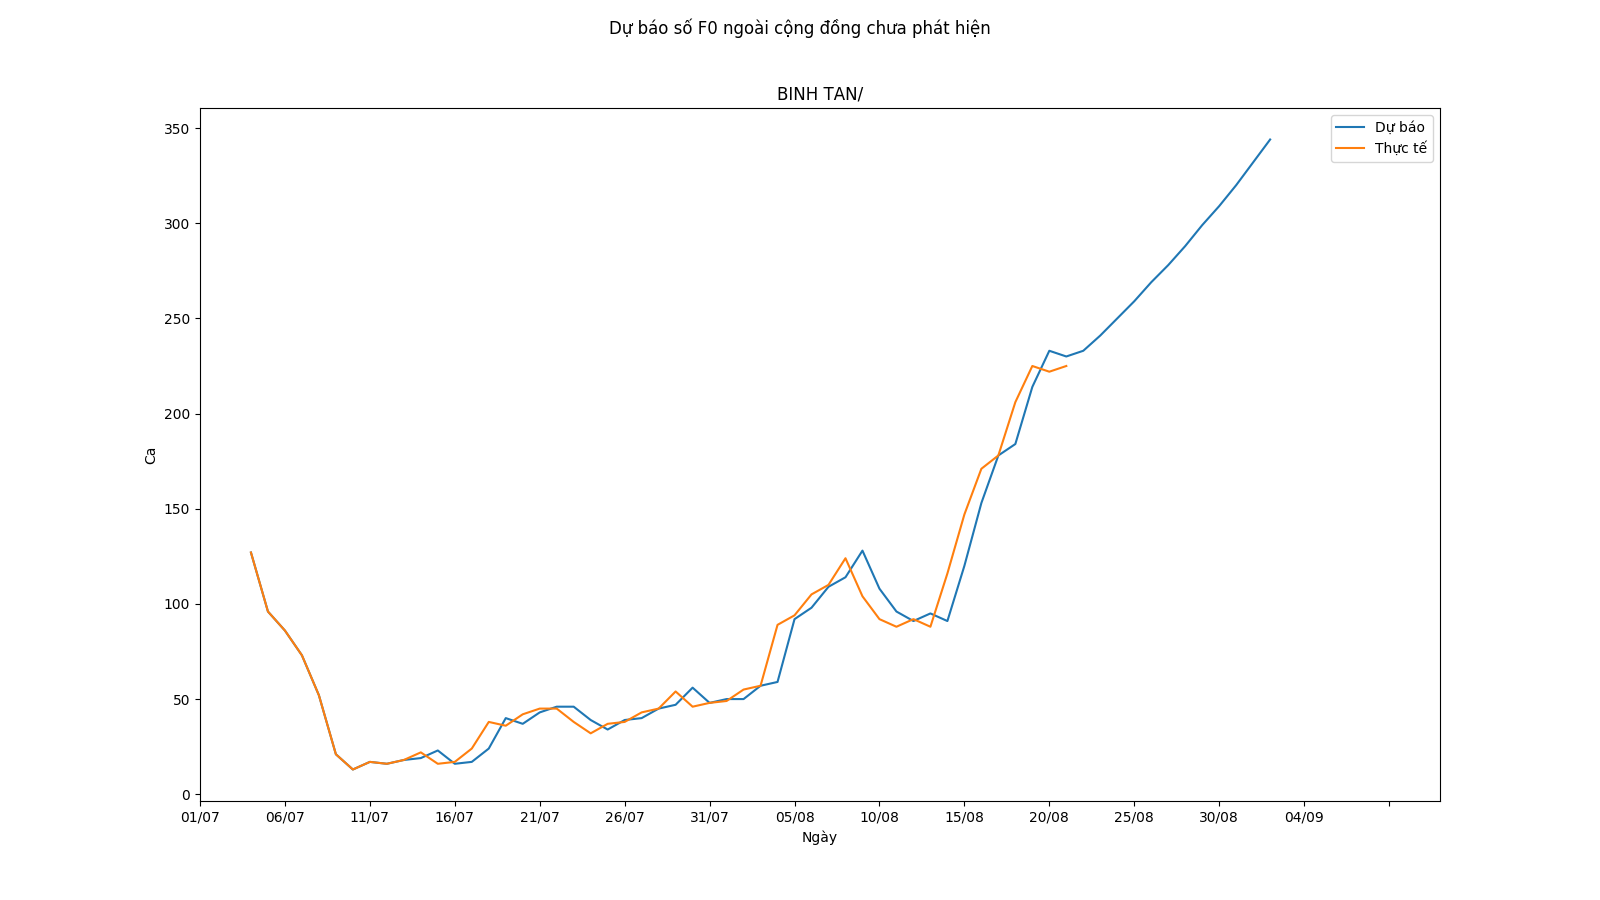 Dự báo số F0 ngoài cộng đồng chưa phát hiện
BINH TAN/
Dự báo
Thực tế
350
300
250
200
150
100
50
0
Ca
01/07 06/07 11/07 16/07 21/07 26/07 31/07 05/08 10/08 15/08 20/08 25/08 30/08 04/09
Ngày